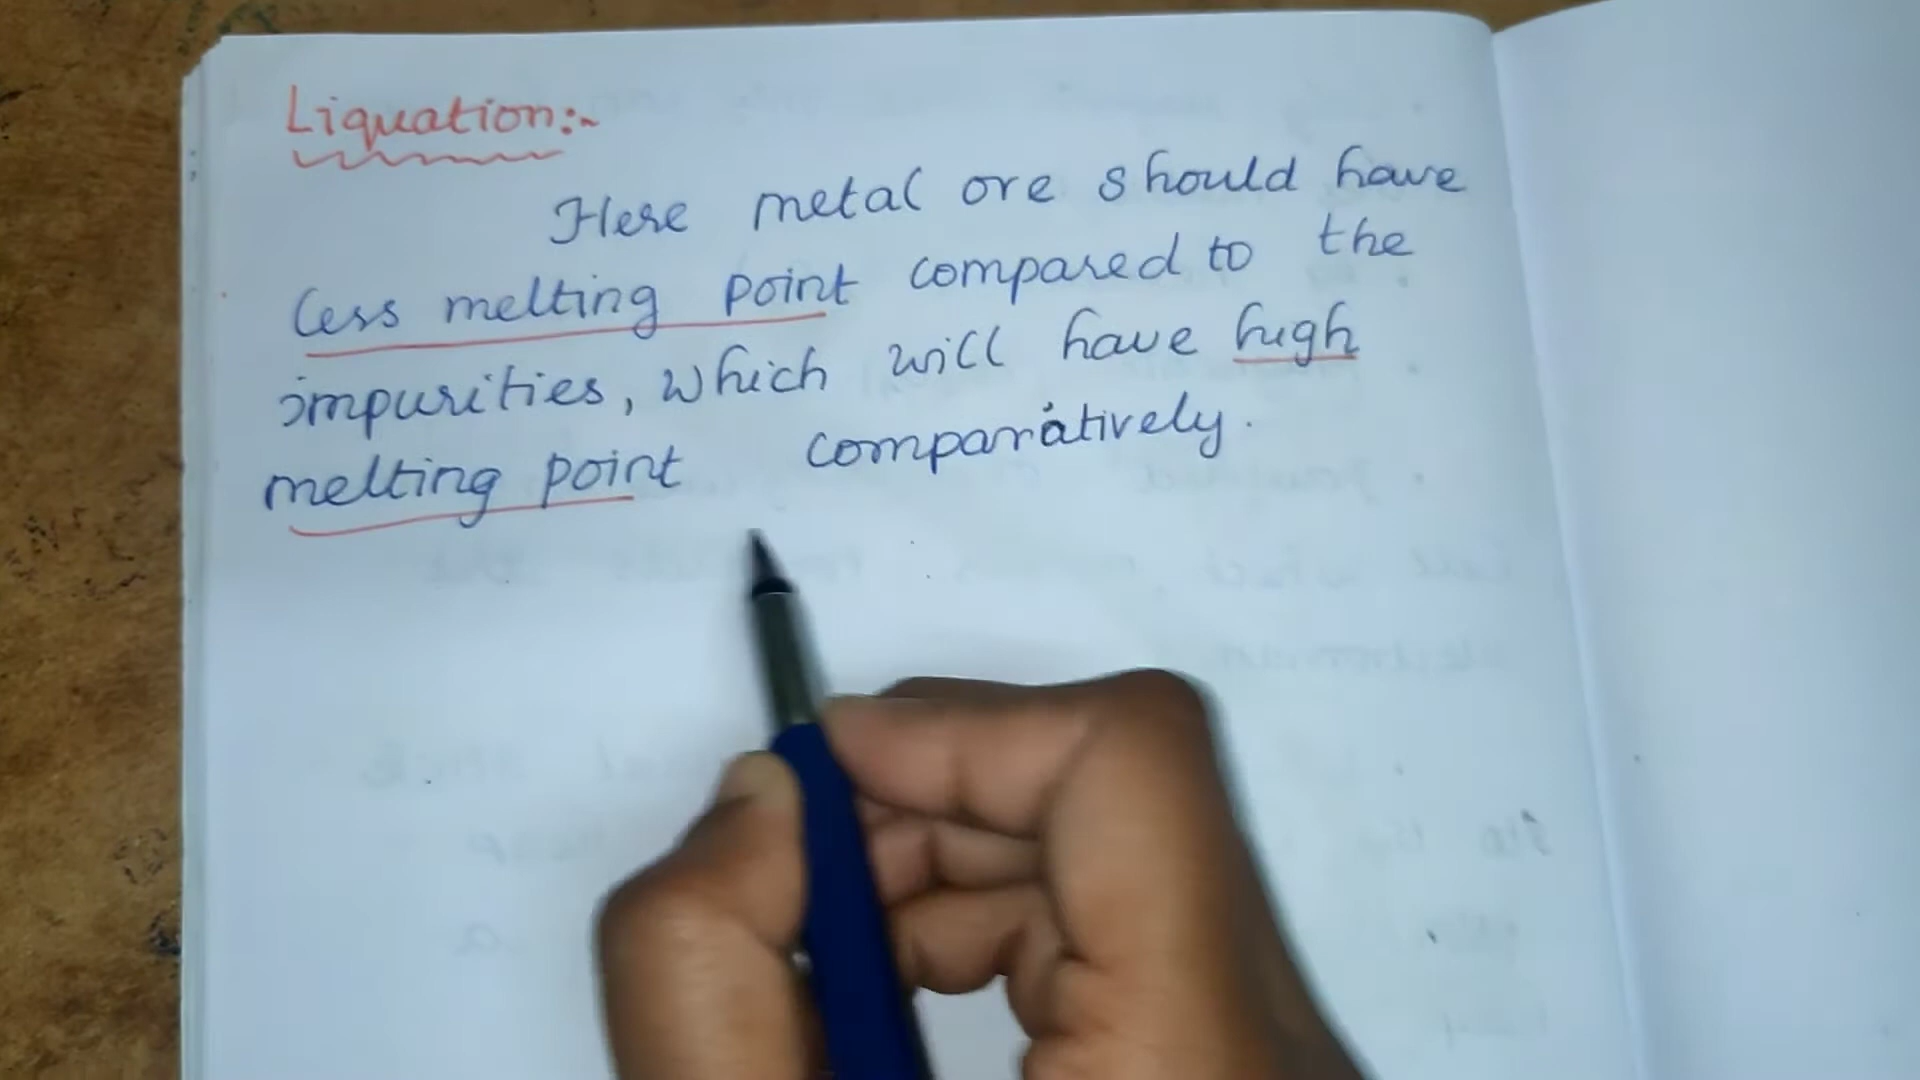 Liquation:-
Here metal ore should have
less melting point compared to the
impurities, which will have high
melting point comparatively.